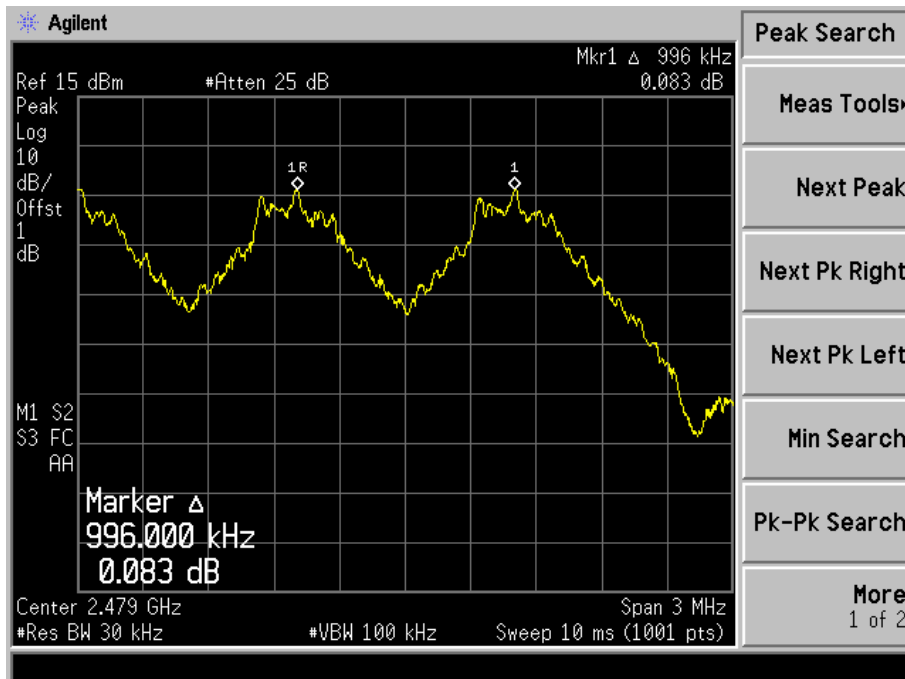 Agilent
Peak Search
Mkr1 Δ 996 kHz
Ref 15 dBm #Atten 25 dB 0.083 dB
Peak
Log
10
dB/
Offst
1
dB
1R
1
M1 S2
S3 FC
AA
Marker Δ
996.000 kHz
0.083 dB
Center 2.479 GHz Span 3 MHz
#Res BW 30 kHz #VBW 100 kHz Sweep 10 ms (1001 pts)
Meas Tools
Next Peak
Next Pk Right
Next Pk Left
Min Search
Pk-Pk Search
More
1 of 2